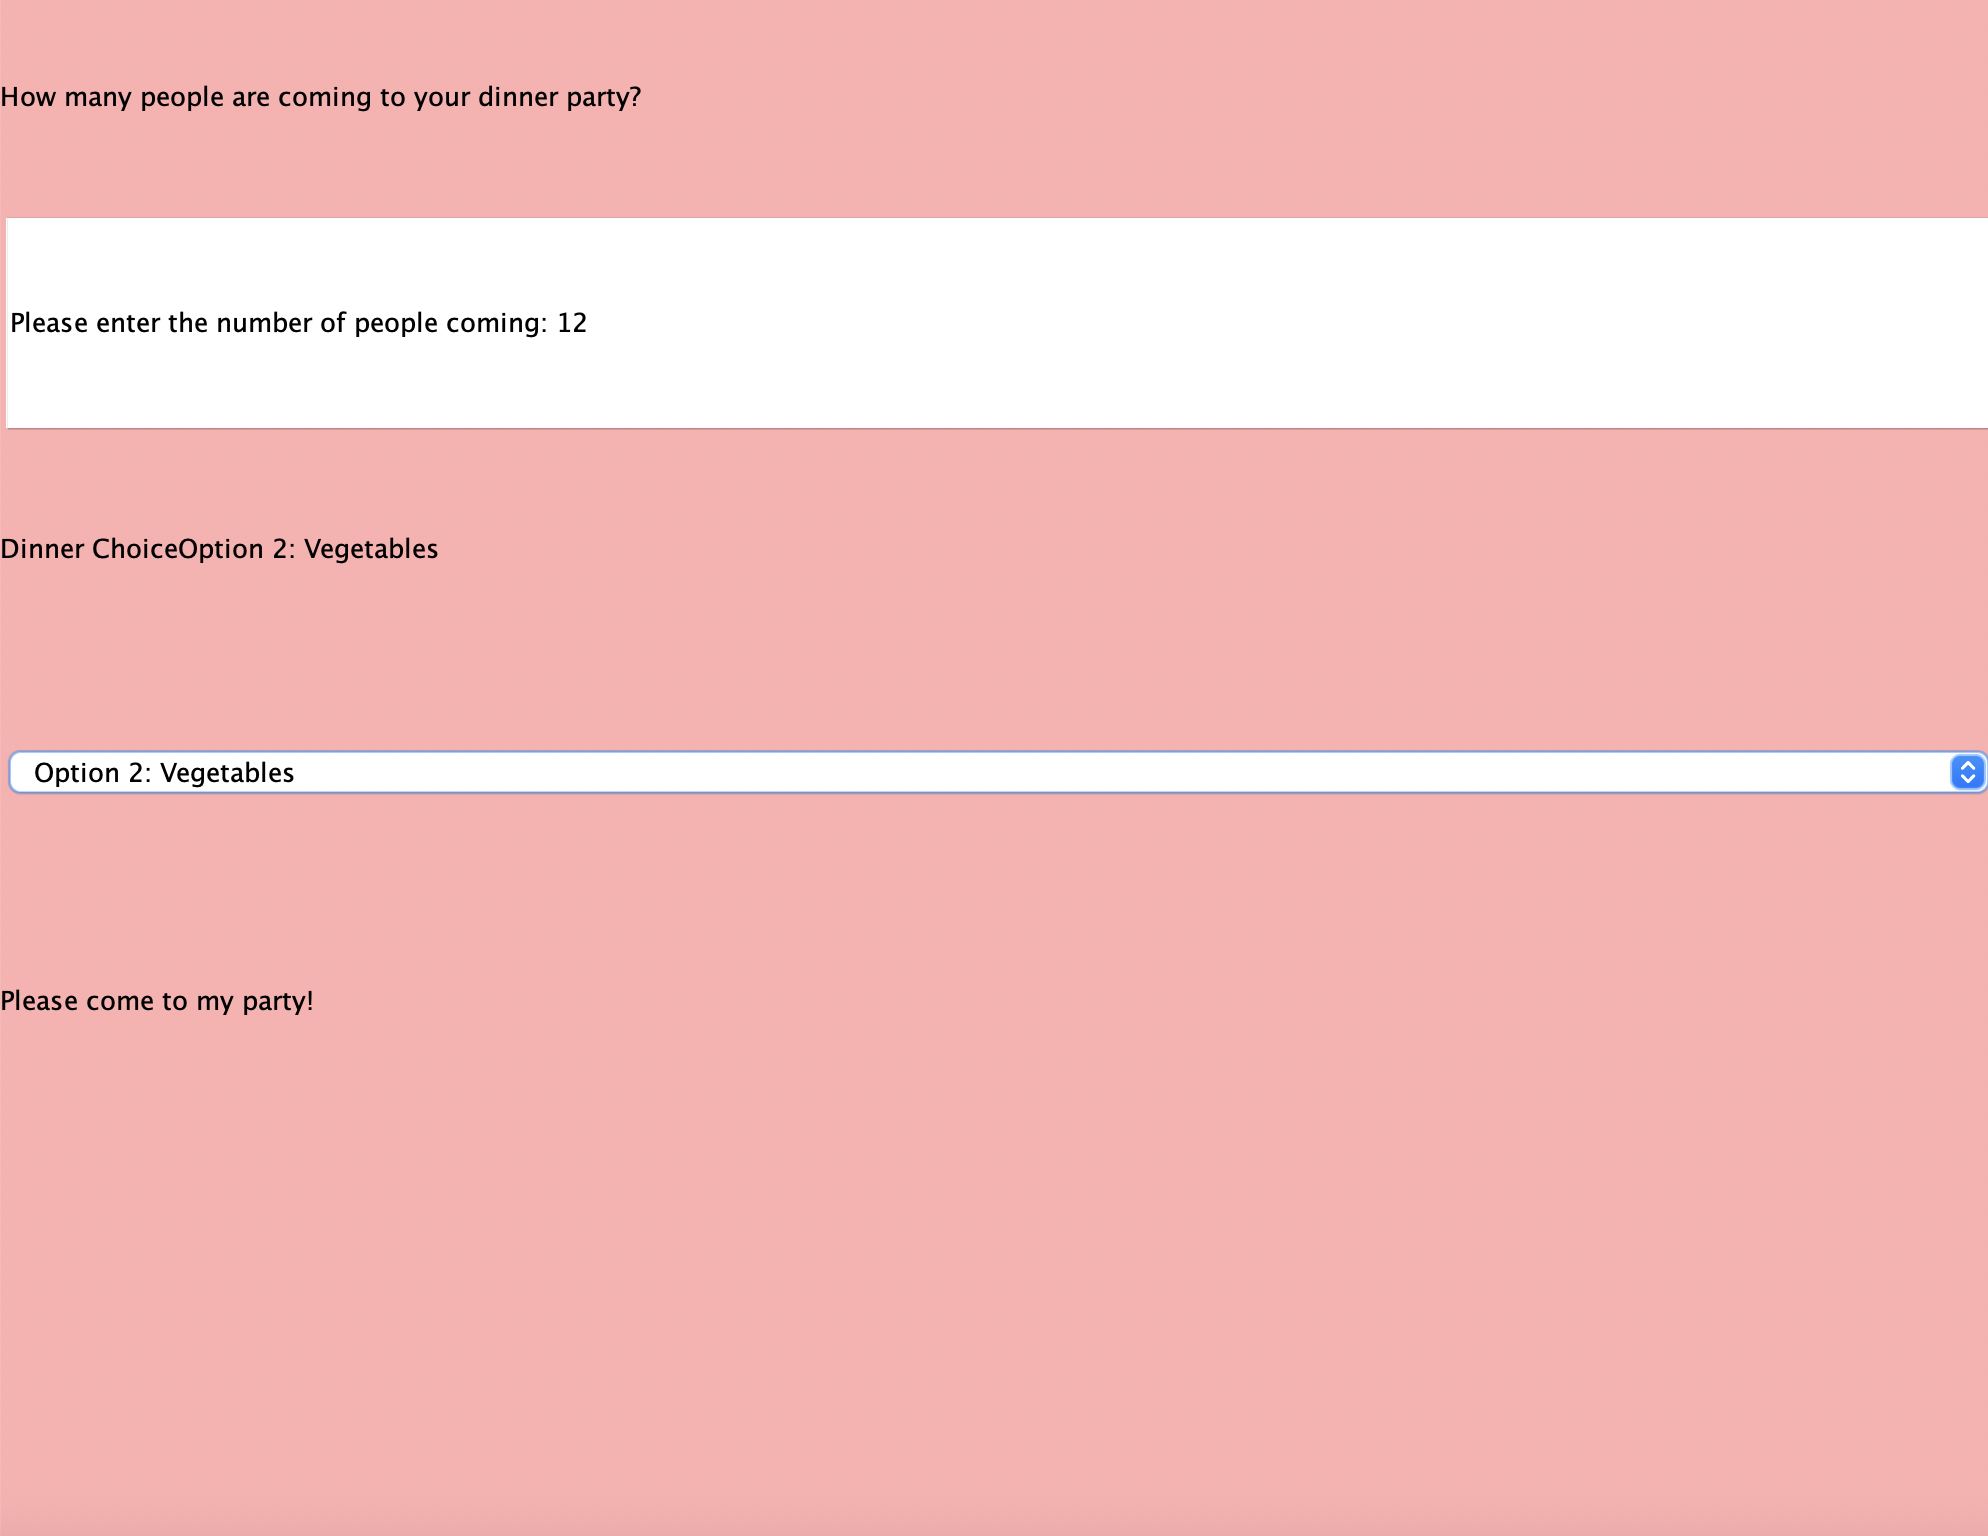 How many people are coming to your dinner party?
Please enter the number of people coming: 12
Dinner ChoiceOption 2: Vegetables
Option 2: Vegetables
Please come to my party!